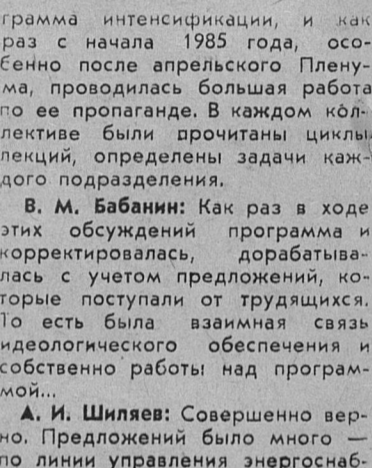 грамма интенсификации, и как
раз с начала 1985 года, осо-
бенно после апрельского Плену-
ма, проводилась большая работа
по ее пропаганде. В каждом кол-
лективе были прочитаны циклы
лекций, определены задачи каж-
дого подразделения.
В. М. Бабанин: Как раз в ходе
этих обсуждений программа и
корректировалась, дорабатыва-
лась с учетом предложений, ко-
торые поступали от трудящихся.
То есть была взаимная связь
идеологического обеспечения и
собственно работы над програм-
мой...
А. И. Шиляев: Совершенно вер-
но. Предложений было много —
по линии управления энергоснаб-